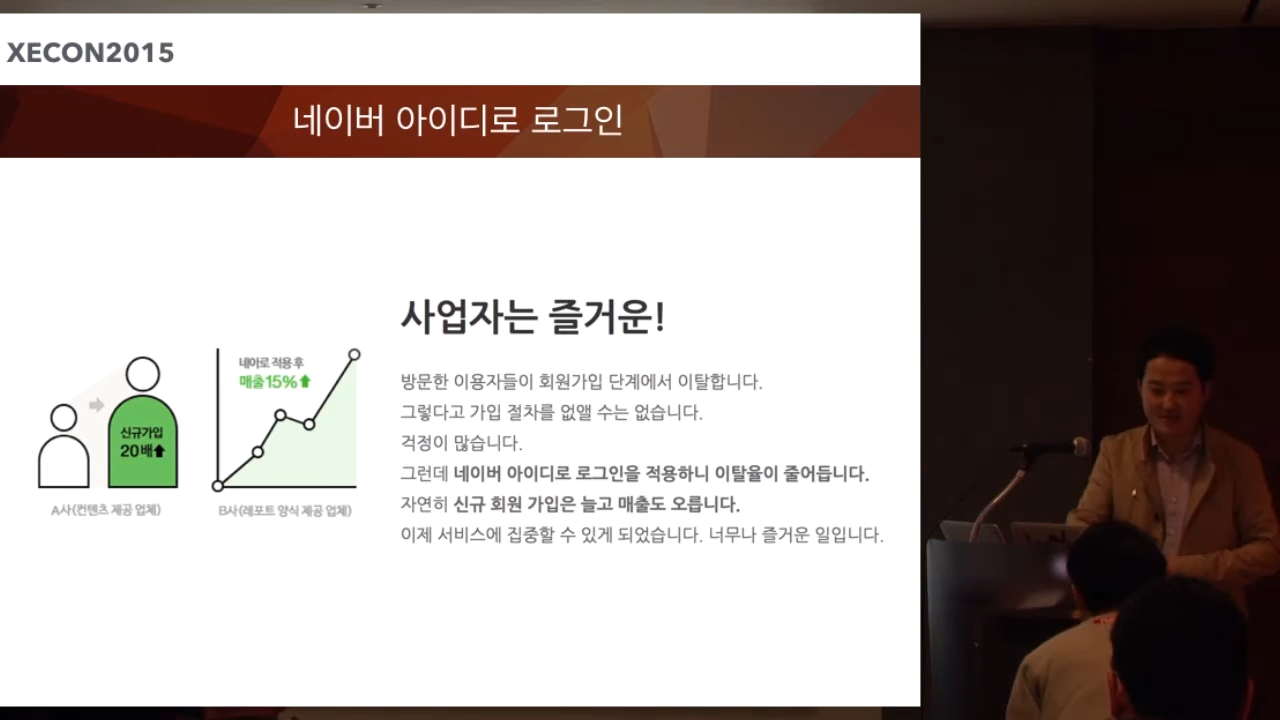 XECON2015
네이버 아이디로 로그인
사업자는 즐거운!
방문한 이용자들이 회원가입 단계에서 이탈합니다.
그렇다고 가입 절차를 없앨 수는 없습니다.
걱정이 많습니다.
그런데 네이버 아이디로 로그인을 적용하니 이탈율이 줄어듭니다.
자연히 신규 회원 가입은 늘고 매출도 오릅니다.
이제 서비스에 집중할 수 있게 되었습니다. 너무나 즐거운 일입니다.
신규가입
20배
A사(컨텐츠 제공 업체)
네아로 적용 후
매출15%
B사(레포트 양식 제공 업체)